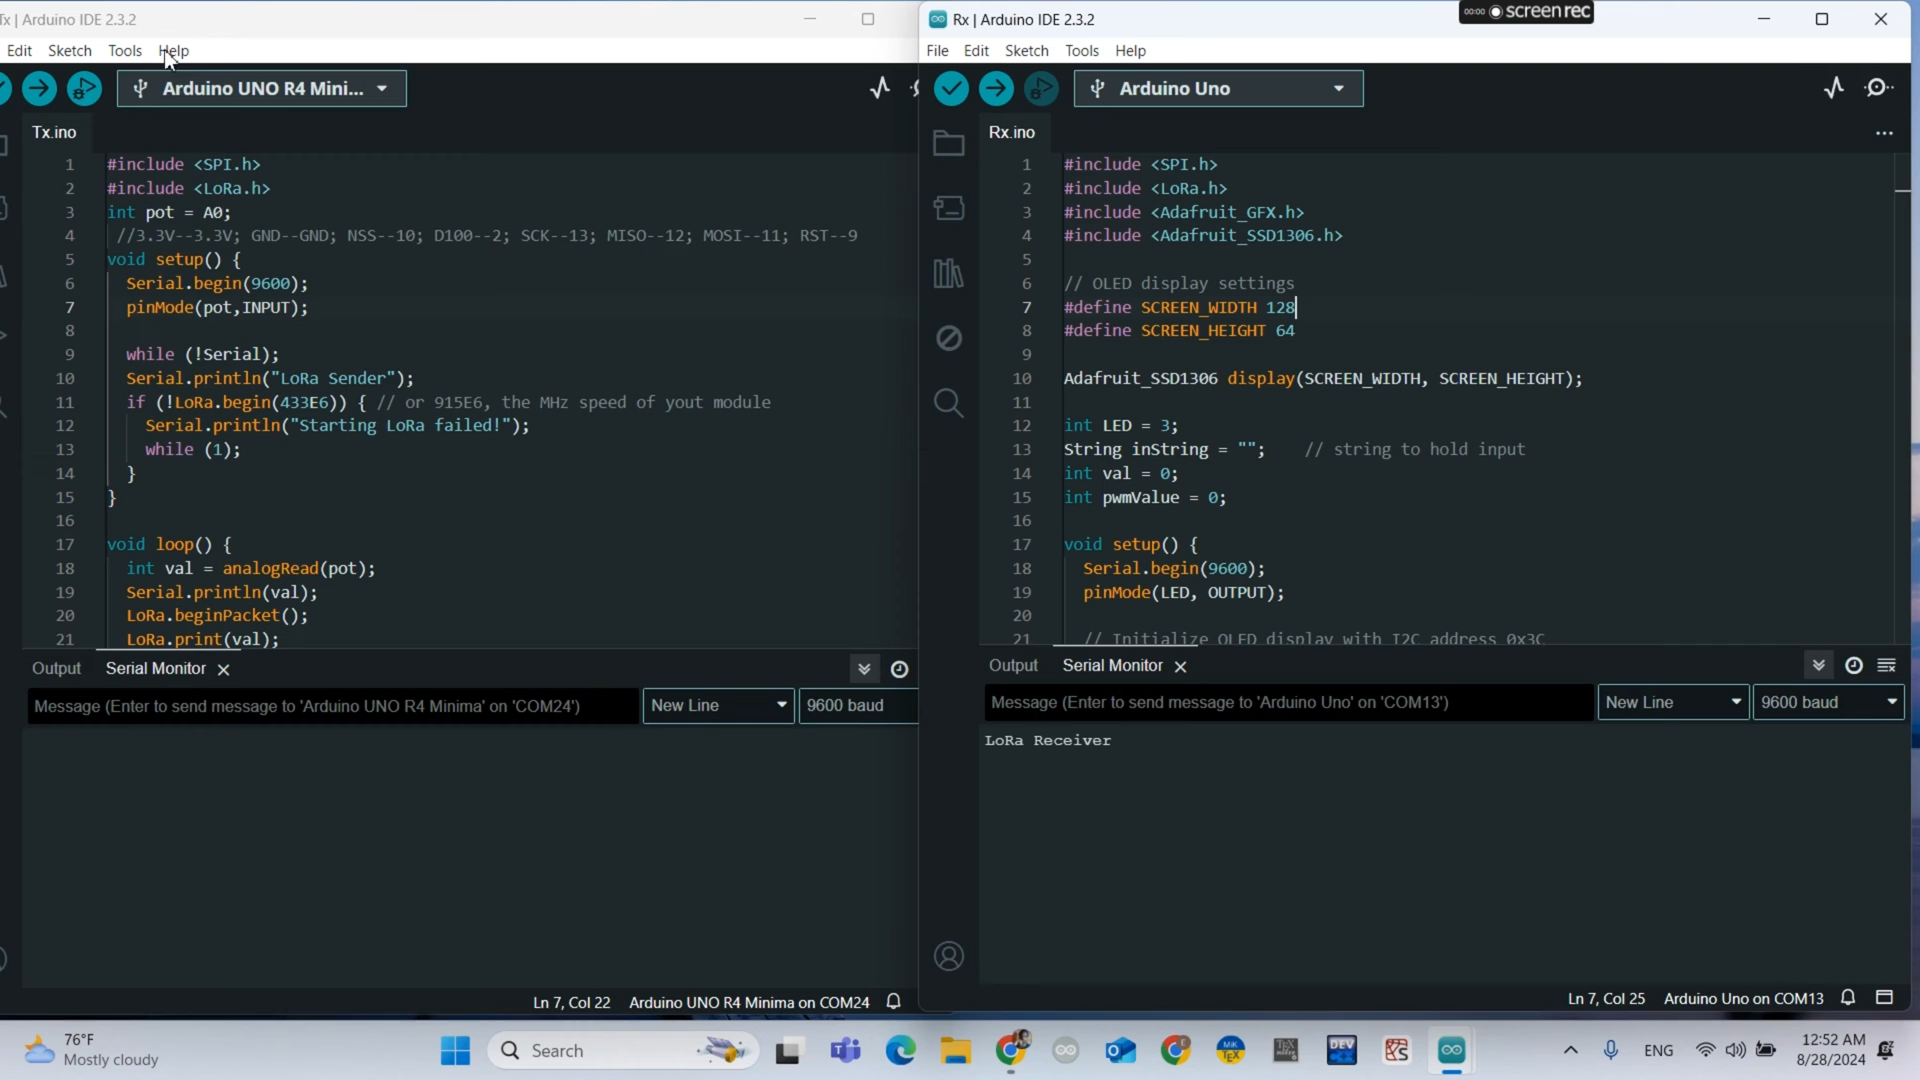 Tx | Arduino IDE 2.3.2
Edit Sketch Tools Help
Arduino UNO R4 Mini...
Tx.ino
1 #include <SPI.h>
2 #include <LoRa.h>
3 int pot = A0;
4 //3.3V--3.3V; GND--GND; NSS--10; D100--2; SCK--13; MISO--12; MOSI--11; RST--9
5 void setup() {
6 Serial.begin(9600);
7 pinMode(pot,INPUT);
8
9 while (!Serial);
10 Serial.println("LoRa Sender");
11 if (!LoRa.begin(433E6)) { // or 915E6, the MHz speed of yout module
12 Serial.println("Starting LoRa failed!");
13 while (1);
14 }
15 }
16
17 void loop() {
18 int val = analogRead(pot);
19 Serial.println(val);
20 LoRa.beginPacket();
21 LoRa.print(val);
Output Serial Monitor
Message (Enter to send message to 'Arduino UNO R4 Minima' on 'COM24')
New Line
9600 baud
Ln 7, Col 22 Arduino UNO R4 Minima on COM24
Rx | Arduino IDE 2.3.2
00:00 screen rec
File Edit Sketch Tools Help
Arduino Uno
Rx.ino
1 #include <SPI.h>
2 #include <LoRa.h>
3 #include <Adafruit_GFX.h>
4 #include <Adafruit_SSD1306.h>
5
6 // OLED display settings
7 #define SCREEN_WIDTH 128
8 #define SCREEN_HEIGHT 64
9
10 Adafruit_SSD1306 display(SCREEN_WIDTH, SCREEN_HEIGHT);
11
12 int LED = 3;
13 String inString = ""; // string to hold input
14 int val = 0;
15 int pwmValue = 0;
16
17 void setup() {
18 Serial.begin(9600);
19 pinMode(LED, OUTPUT);
20
21 // Initialize OLED display with I2C address 0x3C
Output Serial Monitor
Message (Enter to send message to 'Arduino Uno' on 'COM13')
New Line
9600 baud
LoRa Receiver
Ln 7, Col 25 Arduino Uno on COM13
76°F
Mostly cloudy
Search
DEV
ENG
12:52 AM
8/28/2024